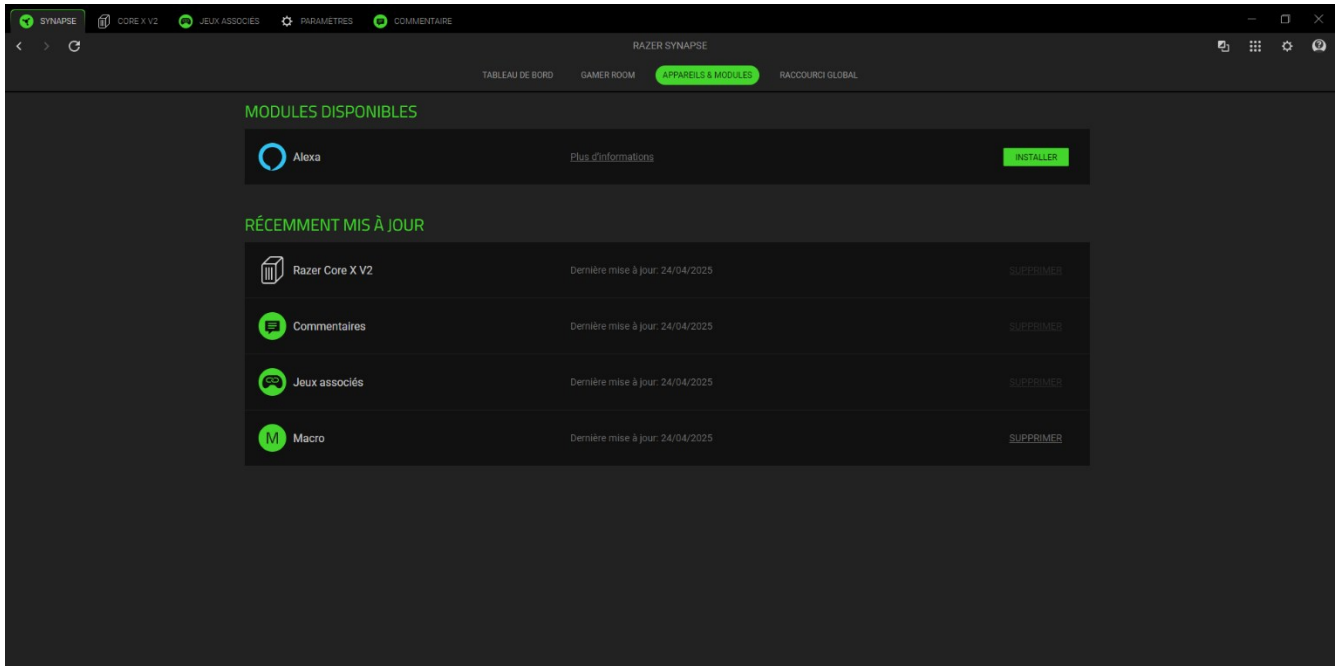 SYNAPSE CORE X V2 JEUX ASSOCIÉS PARAMÈTRES COMMENTAIRE
RAZER SYNAPSE
TABLEAU DE BORD GAMER ROOM APPAREILS & MODULES RACCOURCI GLOBAL
MODULES DISPONIBLES
Alexa Plus d'informations INSTALLER
RÉCEMMENT MIS À JOUR
Razer Core X V2 Dernière mise à jour: 24/04/2025 SUPPRIMER
Commentaires Dernière mise à jour: 24/04/2025 SUPPRIMER
Jeux associés Dernière mise à jour: 24/04/2025 SUPPRIMER
M Macro Dernière mise à jour: 24/04/2025 SUPPRIMER